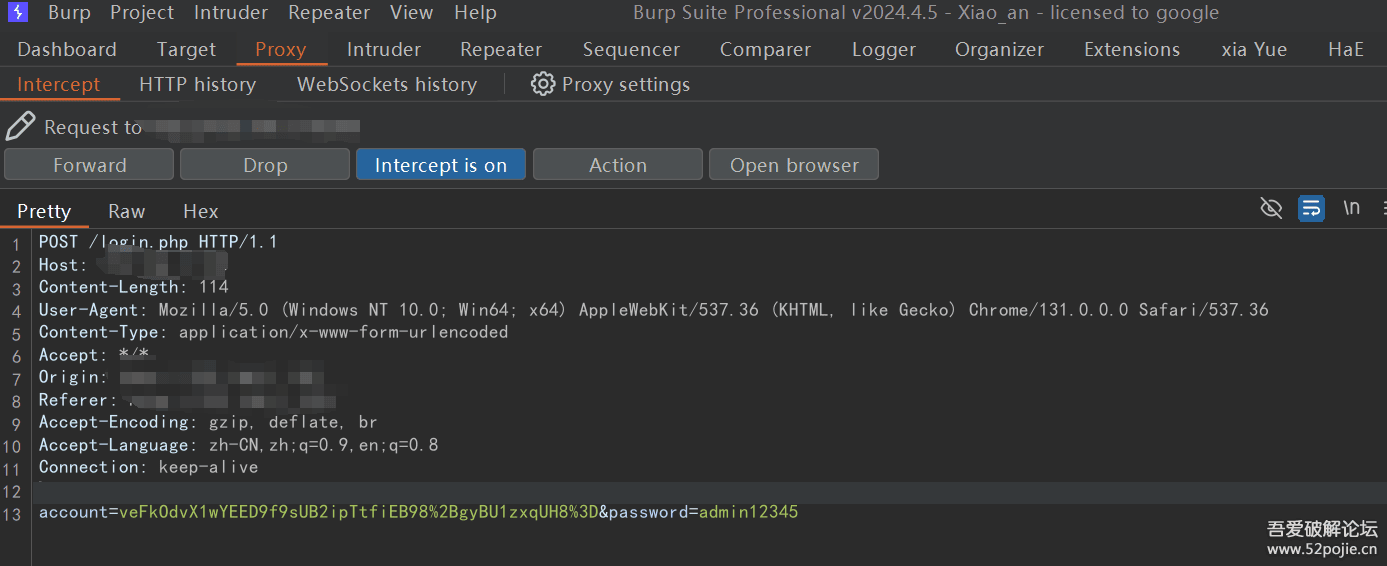 Burp Project Intruder Repeater View Help Burp Suite Professional v2024.4.5 - Xiao_an - licensed to google
Dashboard Target Proxy Intruder Repeater Sequencer Comparer Logger Organizer Extensions xia Yue HaE
Intercept HTTP history WebSockets history Proxy settings
Request to
Forward Drop Intercept is on Action Open browser
Pretty Raw Hex \n
1 POST /login.php HTTP/1.1
2 Host:
3 Content-Length: 114
4 User-Agent: Mozilla/5.0 (Windows NT 10.0; Win64; x64) AppleWebKit/537.36 (KHTML, like Gecko) Chrome/131.0.0.0 Safari/537.36
5 Content-Type: application/x-www-form-urlencoded
6 Accept: */*
7 Origin:
8 Referer:
9 Accept-Encoding: gzip, deflate, br
10 Accept-Language: zh-CN,zh;q=0.9,en;q=0.8
11 Connection: keep-alive
12
13 account=veFkOdvX1wYEED9f9sUB2ipTtfiEB98%2BgyBU1zxqUH8%3D&password=admin12345
吾爱破解论坛
www.52pojie.cn